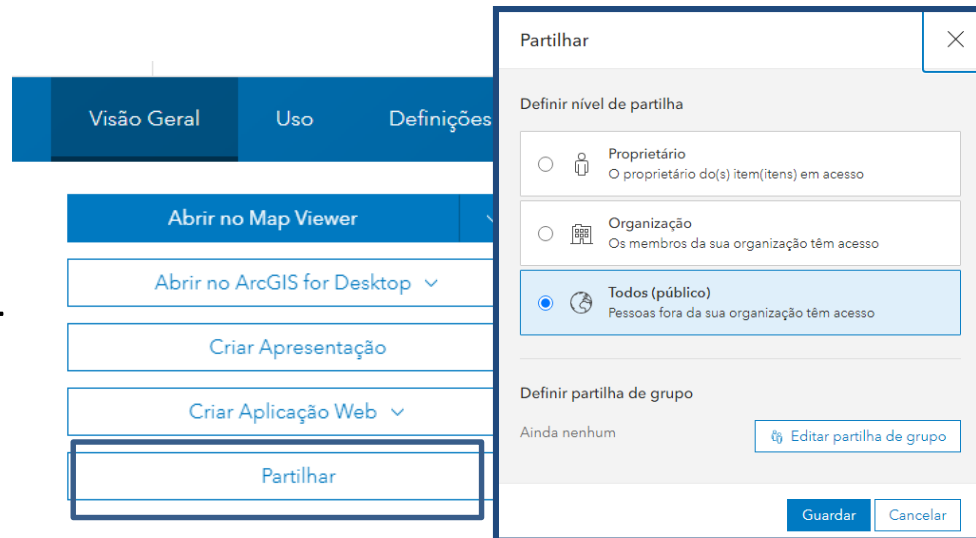 Visão Geral
Uso
Definições
Abrir no Map Viewer
Abrir no ArcGIS for Desktop
Criar Apresentação
Criar Aplicação Web
Partilhar
Partilhar
Definir nível de partilha
Proprietário
O proprietário do(s) item(itens) em acesso
Organização
Os membros da sua organização têm acesso
Todos (público)
Pessoas fora da sua organização têm acesso
Definir partilha de grupo
Ainda nenhum
Editar partilha de grupo
Guardar
Cancelar